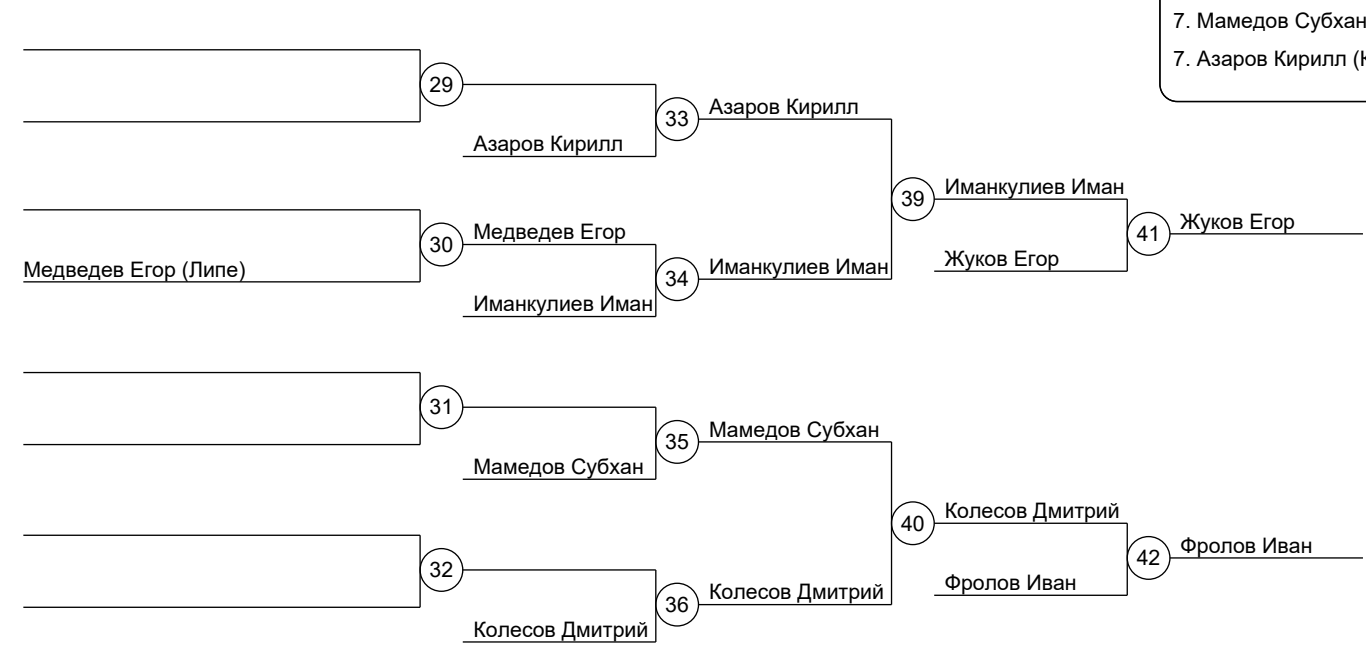 7. Мамедов Субхан
7. Азаров Кирилл (
29
Азаров Кирилл
33
Азаров Кирилл
Азаров Кирилл
39
Иманкулиев Иман
41
Жуков Егор
Жуков Егор
30
Медведев Егор
Медведев Егор (Липе)
34
Иманкулиев Иман
Иманкулиев Иман
31
35
Мамедов Субхан
Мамедов Субхан
40
Колесов Дмитрий
42
Фролов Иван
Фролов Иван
32
36
Колесов Дмитрий
Колесов Дмитрий